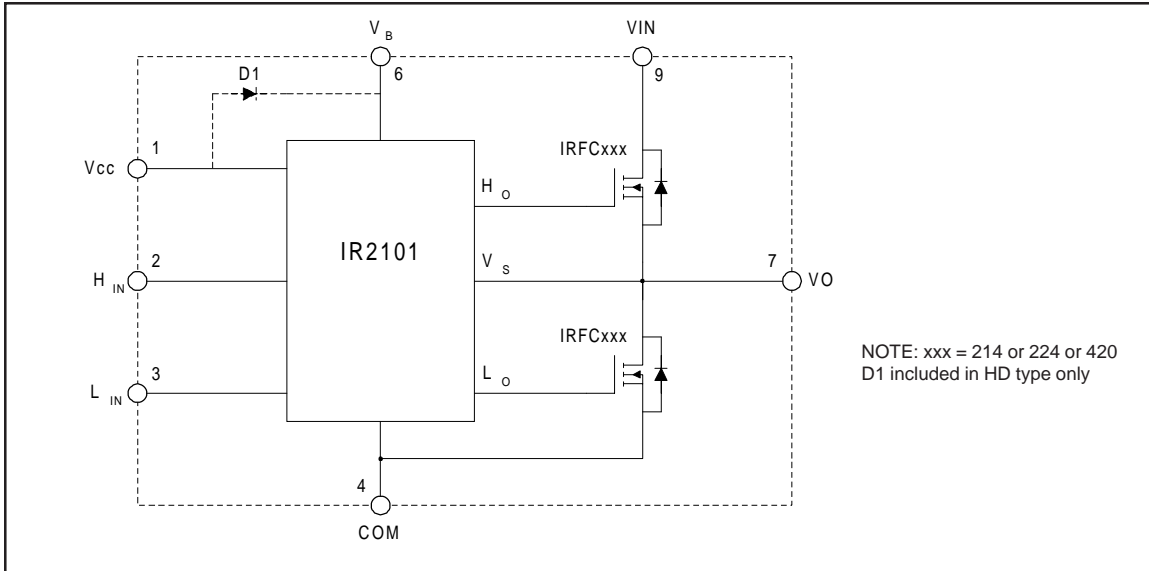 V B
VIN
6
9
D1
1
Vcc
IRFCxxx
H O
IR2101
2
H IN
V S
7
VO
IRFCxxx
NOTE: xxx = 214 or 224 or 420
D1 included in HD type only
3
L IN
L O
4
COM